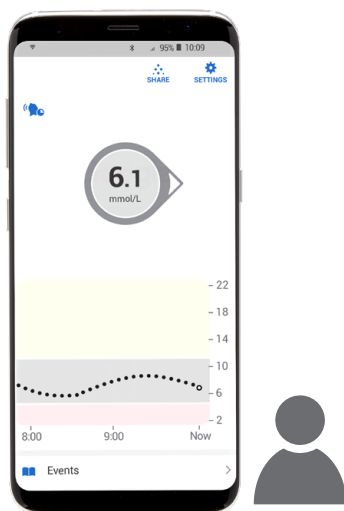 95% 10:09
SHARE SETTINGS
6.1
mmol/L
22
18
14
10
6
2
8:00 9:00 Now
Events